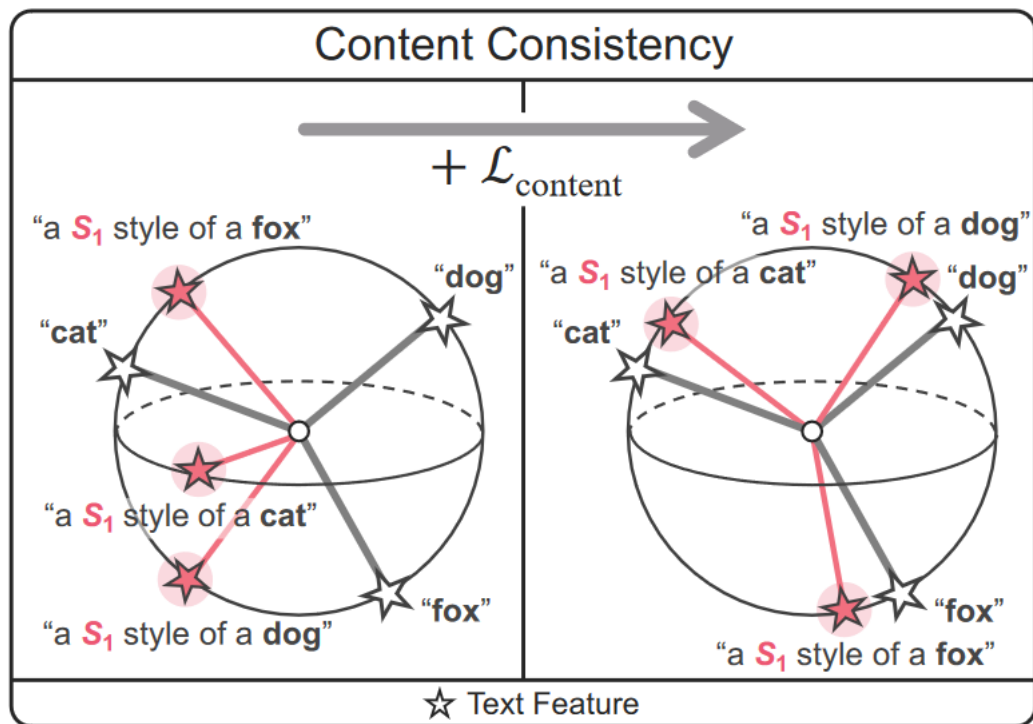 Content Consistency
+ ℒcontent
“a S1 style of a fox”
“dog”
“cat”
“a S1 style of a cat”
“a S1 style of a dog”
“fox”
“a S1 style of a dog”
“a S1 style of a cat”
“dog”
“cat”
“fox”
“a S1 style of a fox”
☆ Text Feature